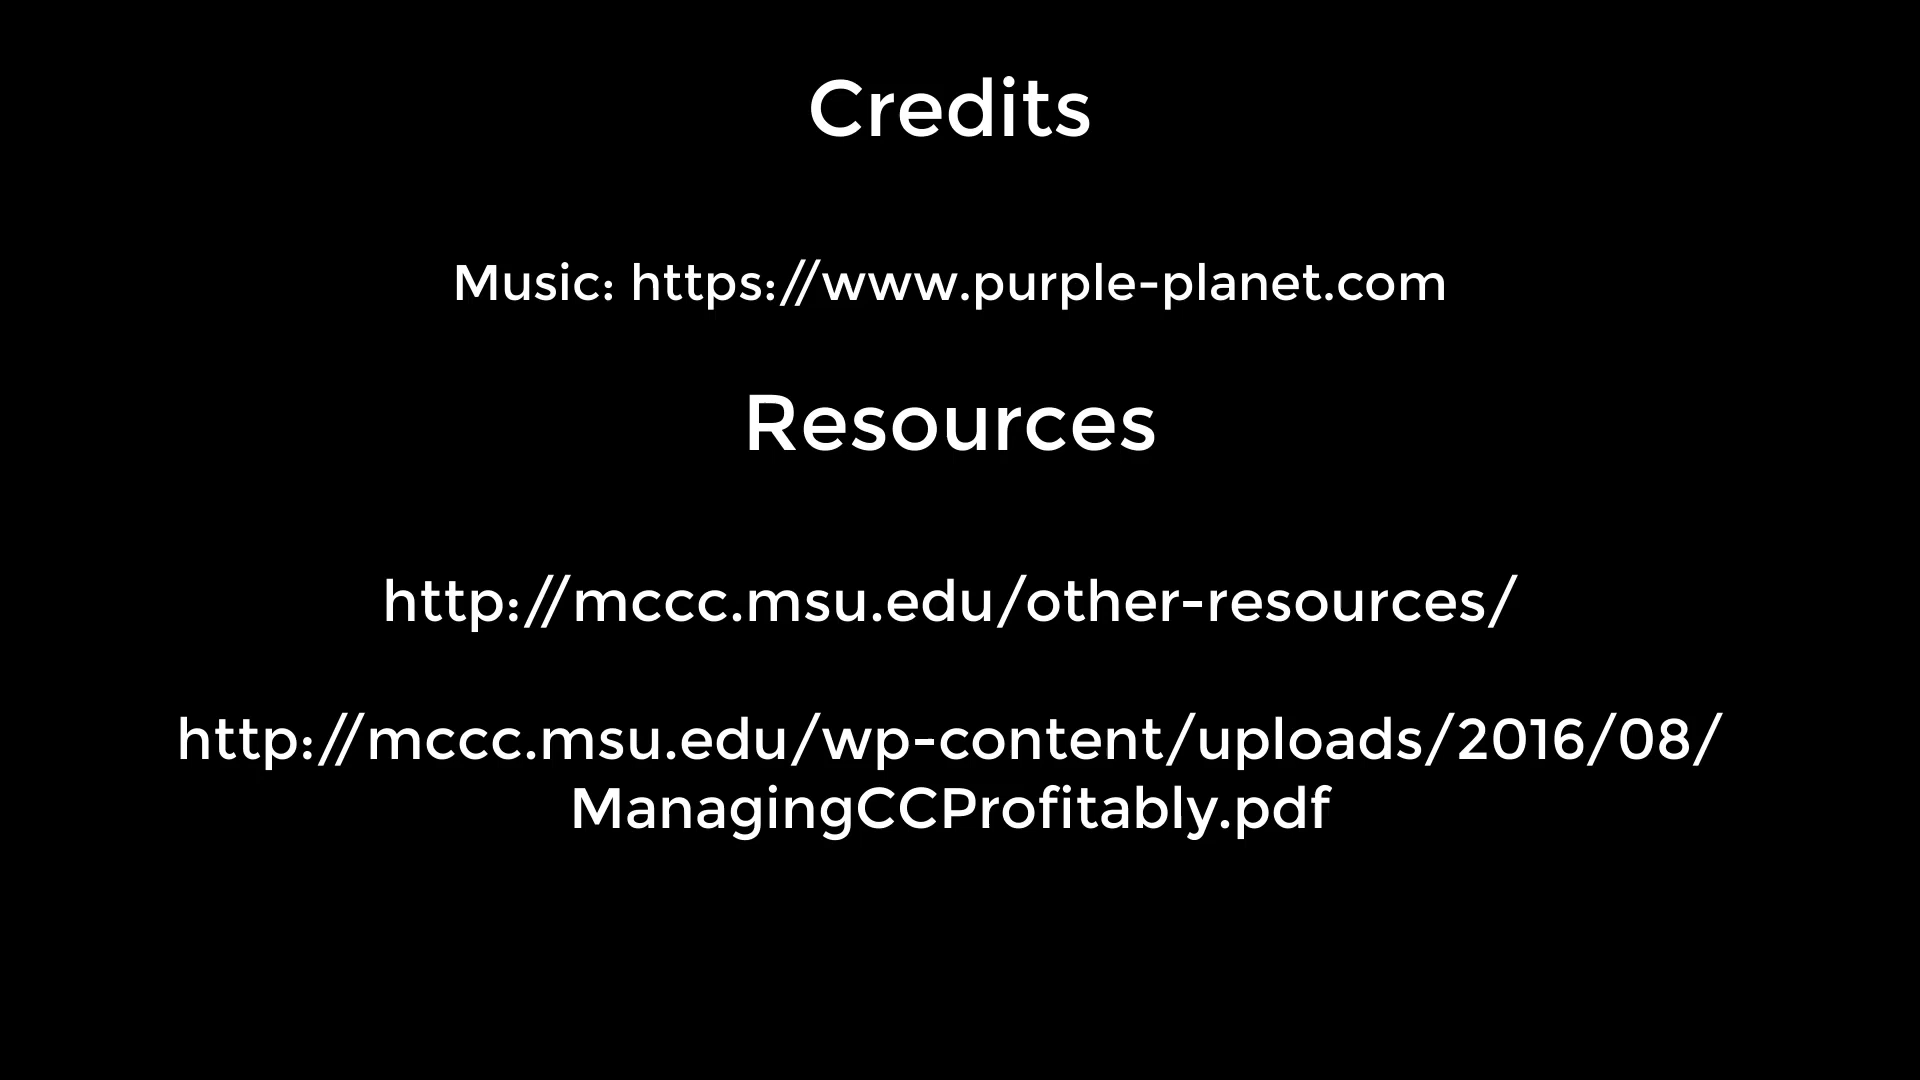 Credits
Music: https://www.purple-planet.com
Resources
http://mccc.msu.edu/other-resources/
http://mccc.msu.edu/wp-content/uploads/2016/08/
ManagingCCProfitably.pdf